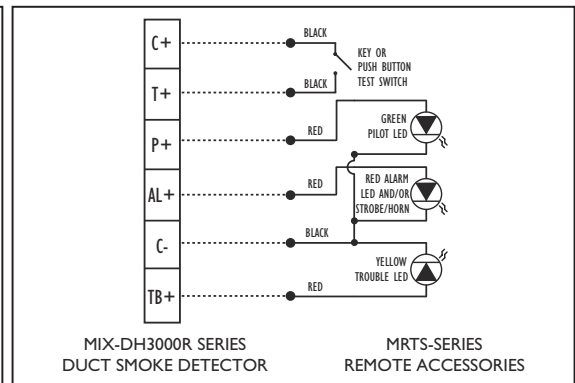 C+
BLACK
KEY OR
PUSH BUTTON
TEST SWITCH
T+
BLACK
P+
RED
GREEN
PILOT LED
AL+
RED
RED ALARM
LED AND/OR
STROBE/HORN
C-
BLACK
YELLOW
TROUBLE LED
TB+
RED
MIX-DH3000R SERIES
DUCT SMOKE DETECTOR
MRTS-SERIES
REMOTE ACCESSORIES